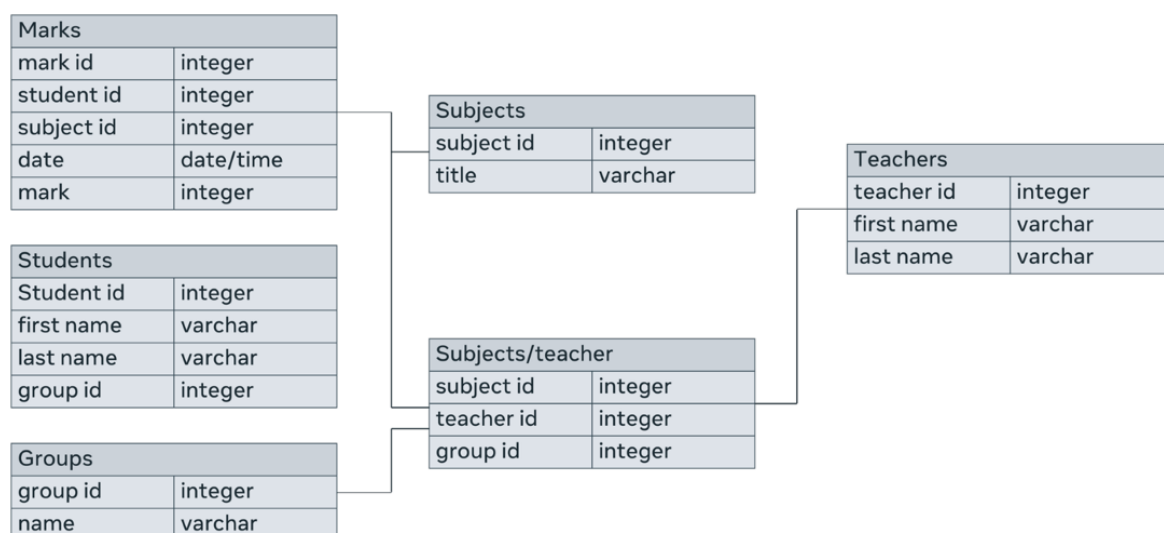 Marks
mark id integer
student id integer
subject id integer
date date/time
mark integer
Students
Student id integer
first name varchar
last name varchar
group id integer
Groups
group id integer
name varchar
Subjects
subject id integer
title varchar
Subjects/teacher
subject id integer
teacher id integer
group id integer
Teachers
teacher id integer
first name varchar
last name varchar